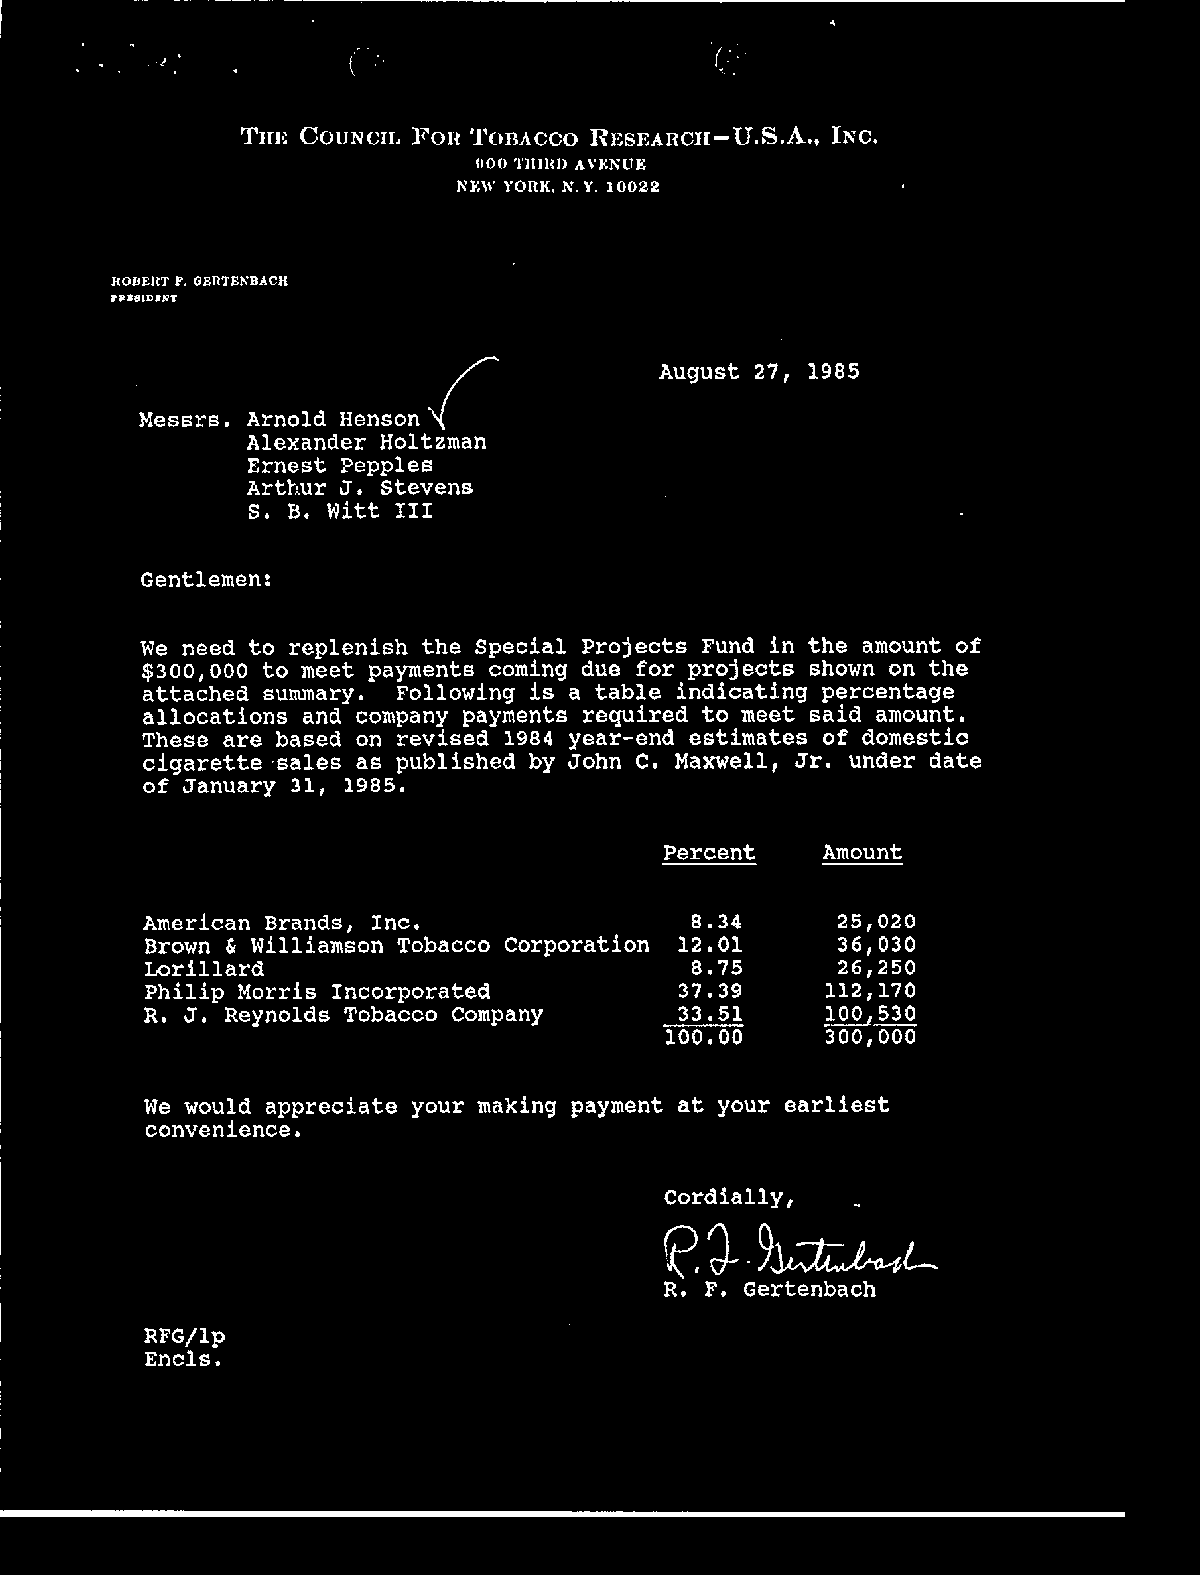 THE COUNCIL FOR TOBACCO RESEARCH—U.S.A., INC.
900 THIRD AVENUE
NEW YORK, N.Y. 10022
ROBERT F. GERTENBACH
PRESIDENT
August 27, 1985
Messrs. Arnold Henson
Alexander Holtzman
Ernest Pepples
Arthur J. Stevens
S. B. Witt III
Gentlemen:
We need to replenish the Special Projects Fund in the amount of
$300,000 to meet payments coming due for projects shown on the
attached summary. Following is a table indicating percentage
allocations and company payments required to meet said amount.
These are based on revised 1984 year-end estimates of domestic
cigarette sales as published by John C. Maxwell, Jr. under date
of January 31, 1985.
Percent Amount
American Brands, Inc. 8.34 25,020
Brown & Williamson Tobacco Corporation 12.01 36,030
Lorillard 8.75 26,250
Philip Morris Incorporated 37.39 112,170
R. J. Reynolds Tobacco Company 33.51 100,530
100.00 300,000
We would appreciate your making payment at your earliest
convenience.
Cordially,
R. F. Gertenbach
R. F. Gertenbach
RFG/lp
Encls.